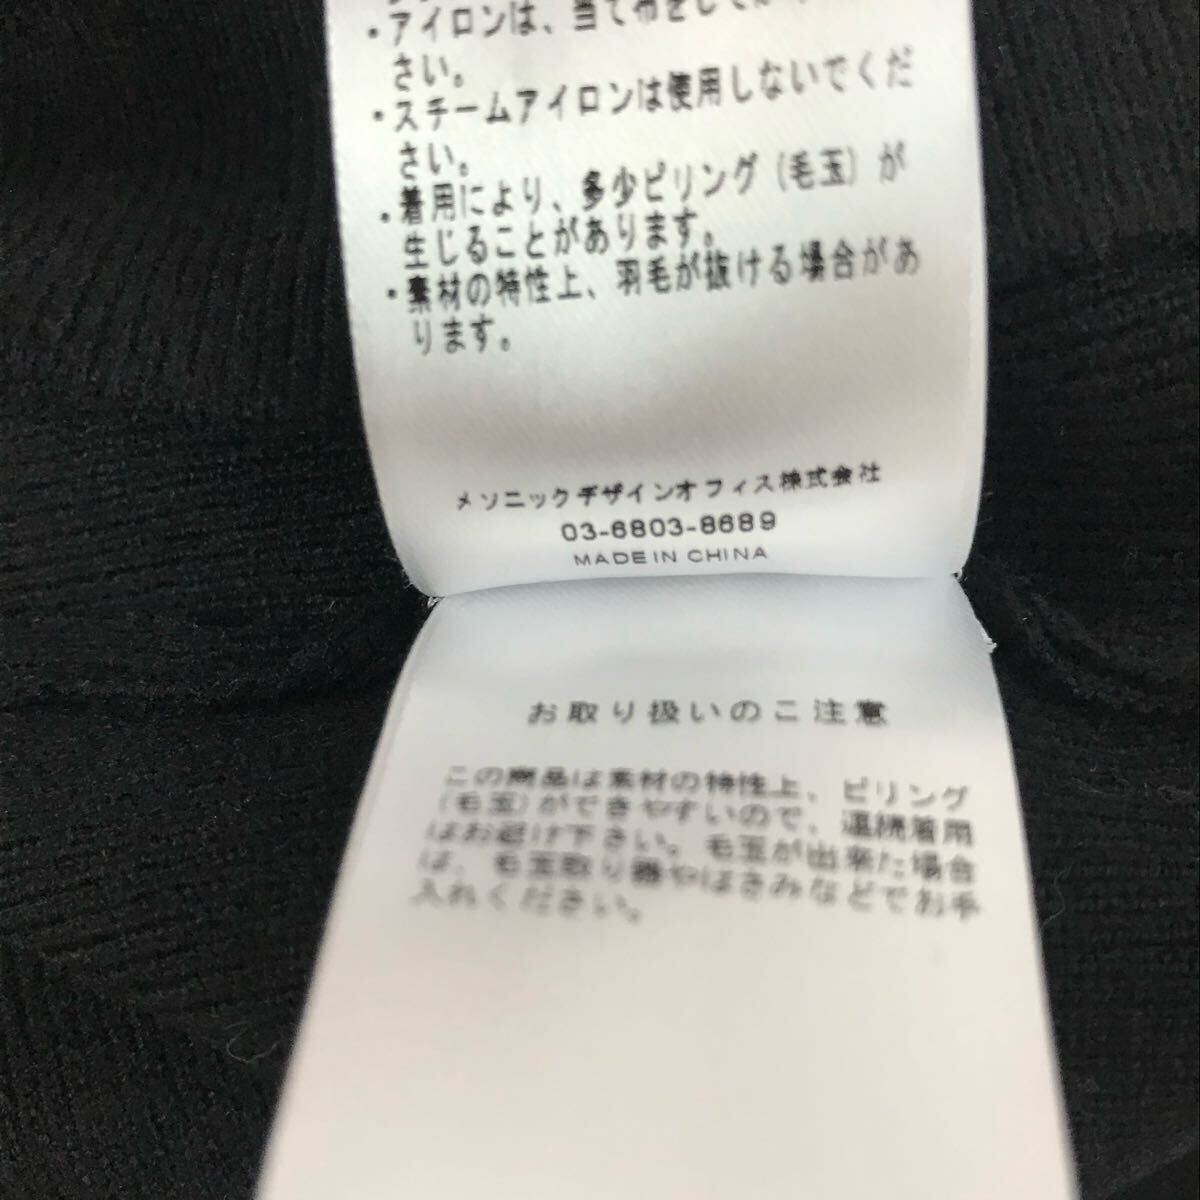 ・アイロンは、当て布をして
さい。
・スチームアイロンは使用しないでくだ
さい。
・着用により、多少ピリング（毛玉）が
生じることがあります。
・素材の特性上、羽毛が抜ける場合があ
ります。
メソニックデザインオフィス株式会社
03-6803-8689
MADE IN CHINA
お取り扱いのご注意
この商品は素材の特性上、ピリング
（毛玉）ができやすいので、連続着用
はお避け下さい。毛玉が出来た場合
は、毛玉取り器やはさみなどでお手
入れください。